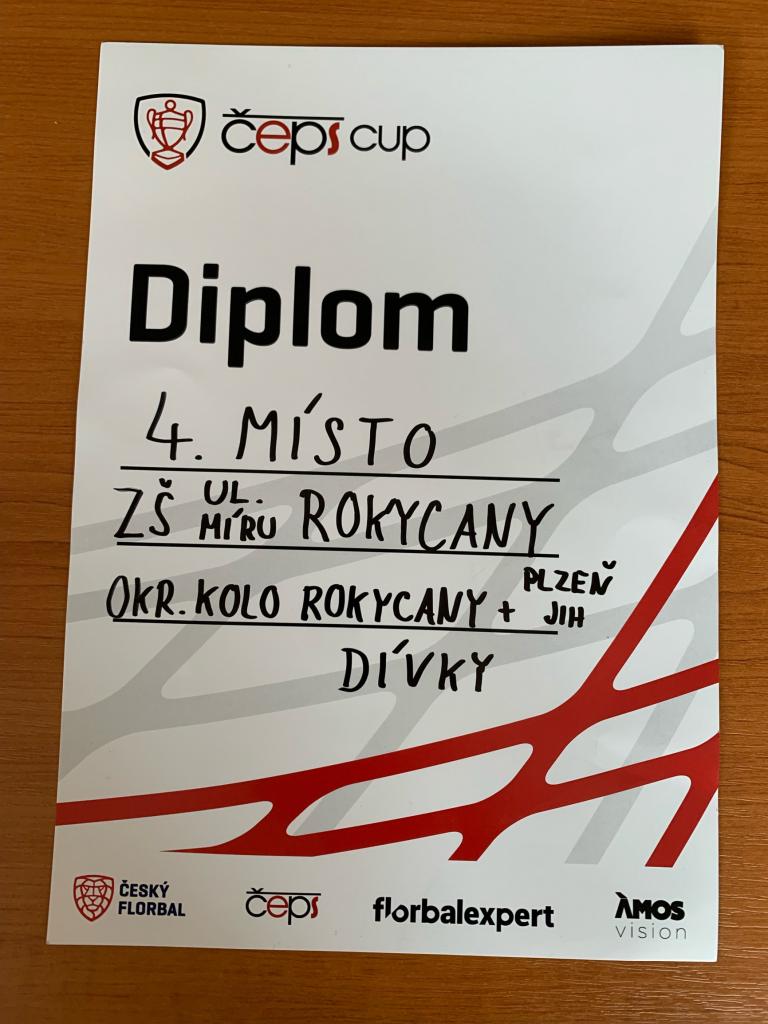 čeps cup
Diplom
4. MÍSTO
ZŠ UL. MÍRU ROKYCANY
OKR. KOLO ROKYCANY + PLZEŇ JIH
DÍVKY
ČESKÝ FLORBAL
čeps
florbalexpert
ÀMOS vision